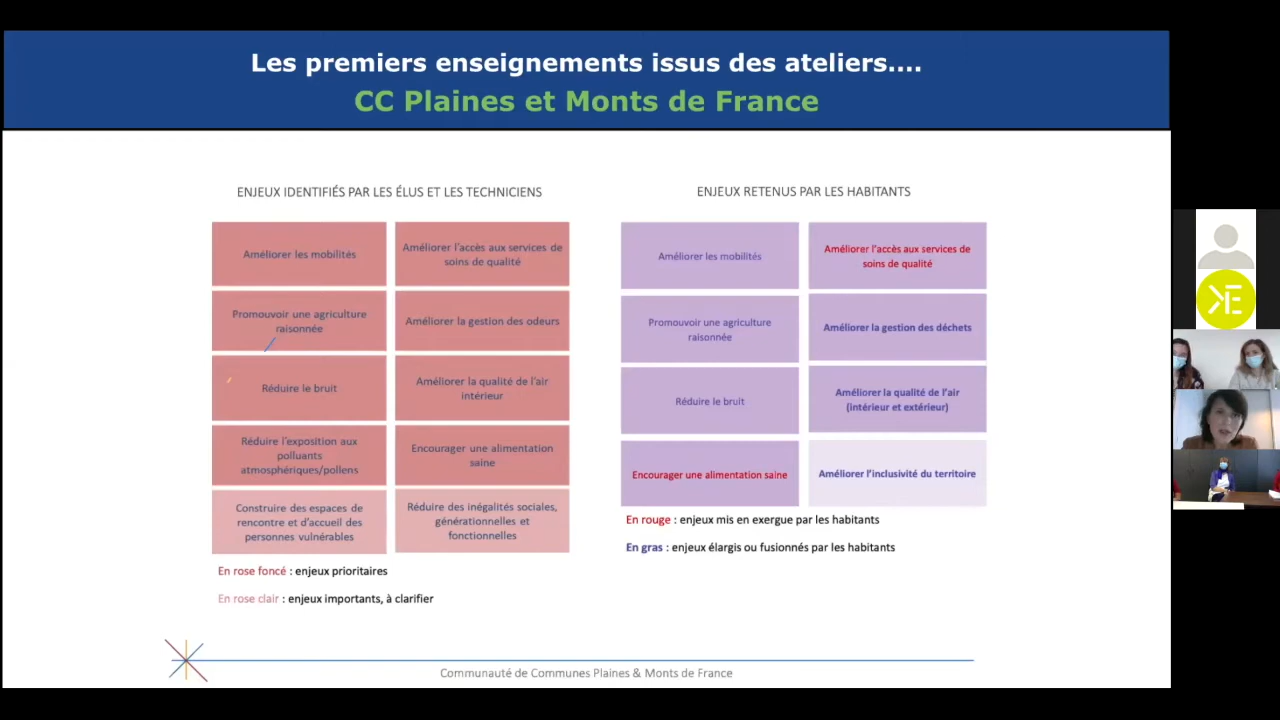 Les premiers enseignements issus des ateliers....
CC Plaines et Monts de France
ENJEUX IDENTIFIÉS PAR LES ÉLUS ET LES TECHNICIENS
Améliorer les mobilités
Améliorer l'accès aux services de
soins de qualité
Promouvoir une agriculture
raisonnée
Améliorer la gestion des odeurs
Réduire le bruit
Améliorer la qualité de l'air
intérieur
Réduire l'exposition aux
polluants
atmosphériques/pollens
Encourager une alimentation
saine
Construire des espaces de
rencontre et d'accueil des
personnes vulnérables
Réduire des inégalités sociales,
générationnelles et
fonctionnelles
En rose foncé : enjeux prioritaires
En rose clair : enjeux importants, à clarifier
ENJEUX RETENUS PAR LES HABITANTS
Améliorer les mobilités
Améliorer l'accès aux services de
soins de qualité
Promouvoir une agriculture
raisonnée
Améliorer la gestion des déchets
Réduire le bruit
Améliorer la qualité de l'air
(intérieur et extérieur)
Encourager une alimentation saine
Améliorer l'inclusivité du territoire
En rouge : enjeux mis en exergue par les habitants
En gras : enjeux élargis ou fusionnés par les habitants
Communauté de Communes Plaines & Monts de France
KE